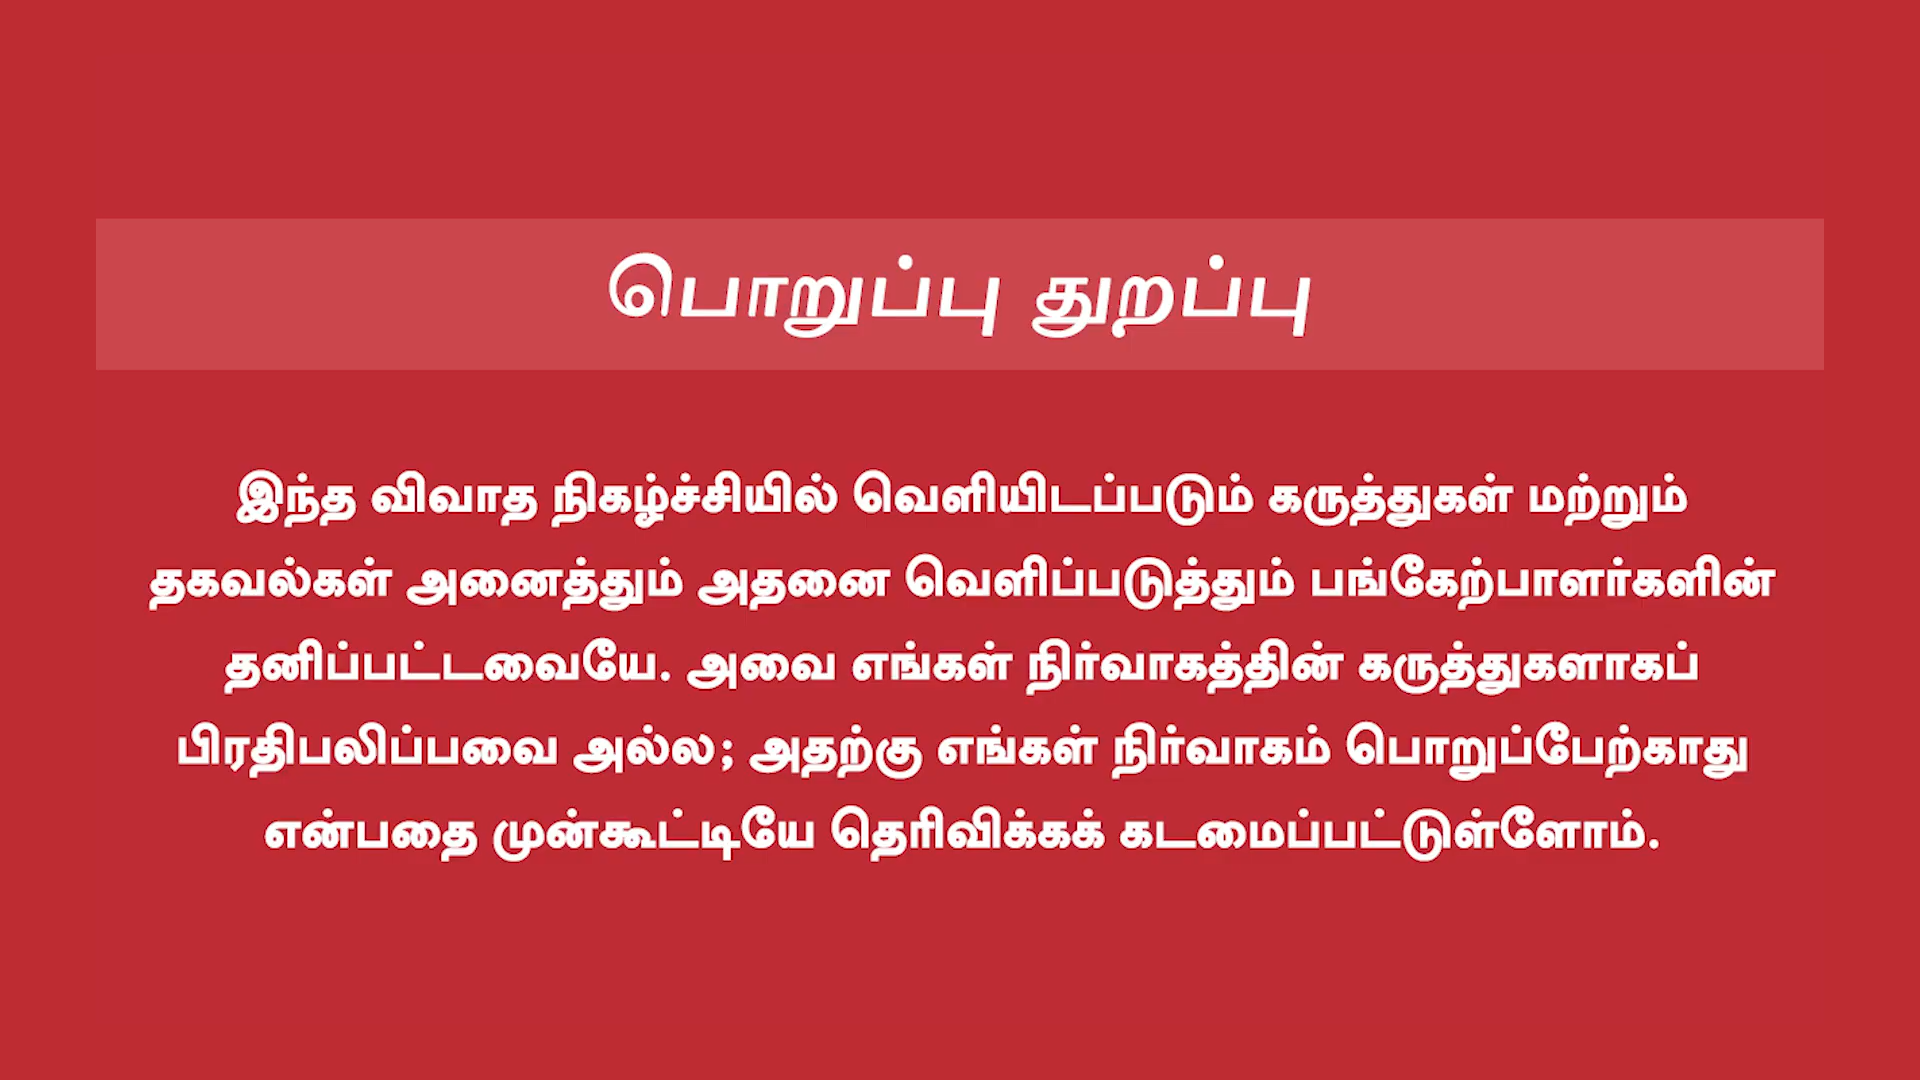 பொறுப்பு துறப்பு
இந்த விவாத நிகழ்ச்சியில் வெளியிடப்படும் கருத்துகள் மற்றும்
தகவல்கள் அனைத்தும் அதனை வெளிப்படுத்தும் பங்கேற்பாளர்களின்
தனிப்பட்டவையே. அவை எங்கள் நிர்வாகத்தின் கருத்துகளாகப்
பிரதிபலிப்பவை அல்ல; அதற்கு எங்கள் நிர்வாகம் பொறுப்பேற்காது
என்பதை முன்கூட்டியே தெரிவிக்கக் கடமைப்பட்டுள்ளோம்.